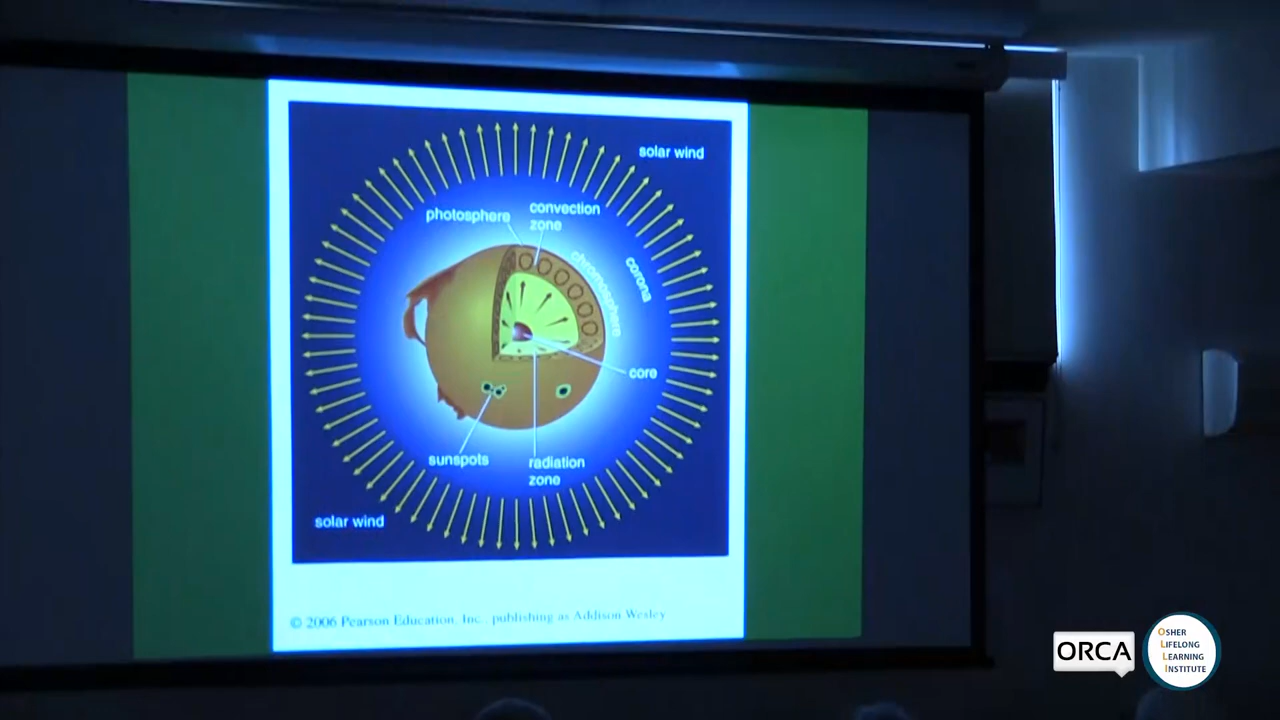 solar wind
photosphere
convection
zone
chromosphere
corona
core
sunspots
radiation
zone
solar wind
© 2006 Pearson Education, Inc., publishing as Addison Wesley
ORCA
OSHER
LIFELONG
LEARNING
INSTITUTE